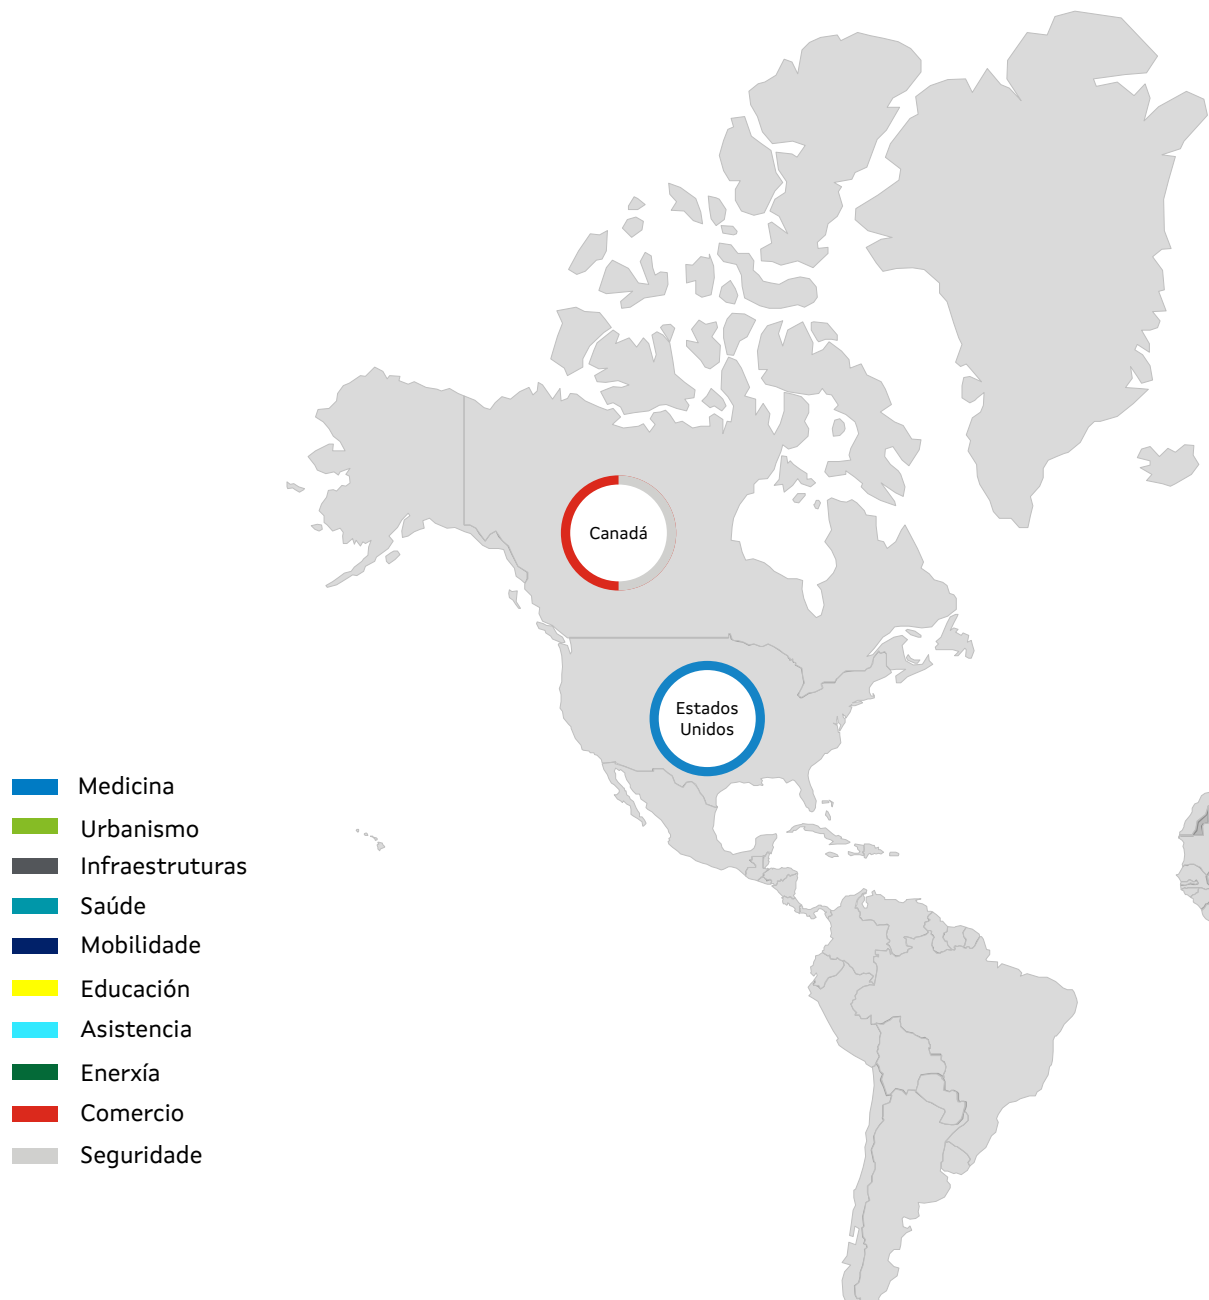 Canadá
Estados
Unidos
Medicina
Urbanismo
Infraestruturas
Saúde
Mobilidade
Educación
Asistencia
Enerxía
Comercio
Seguridade